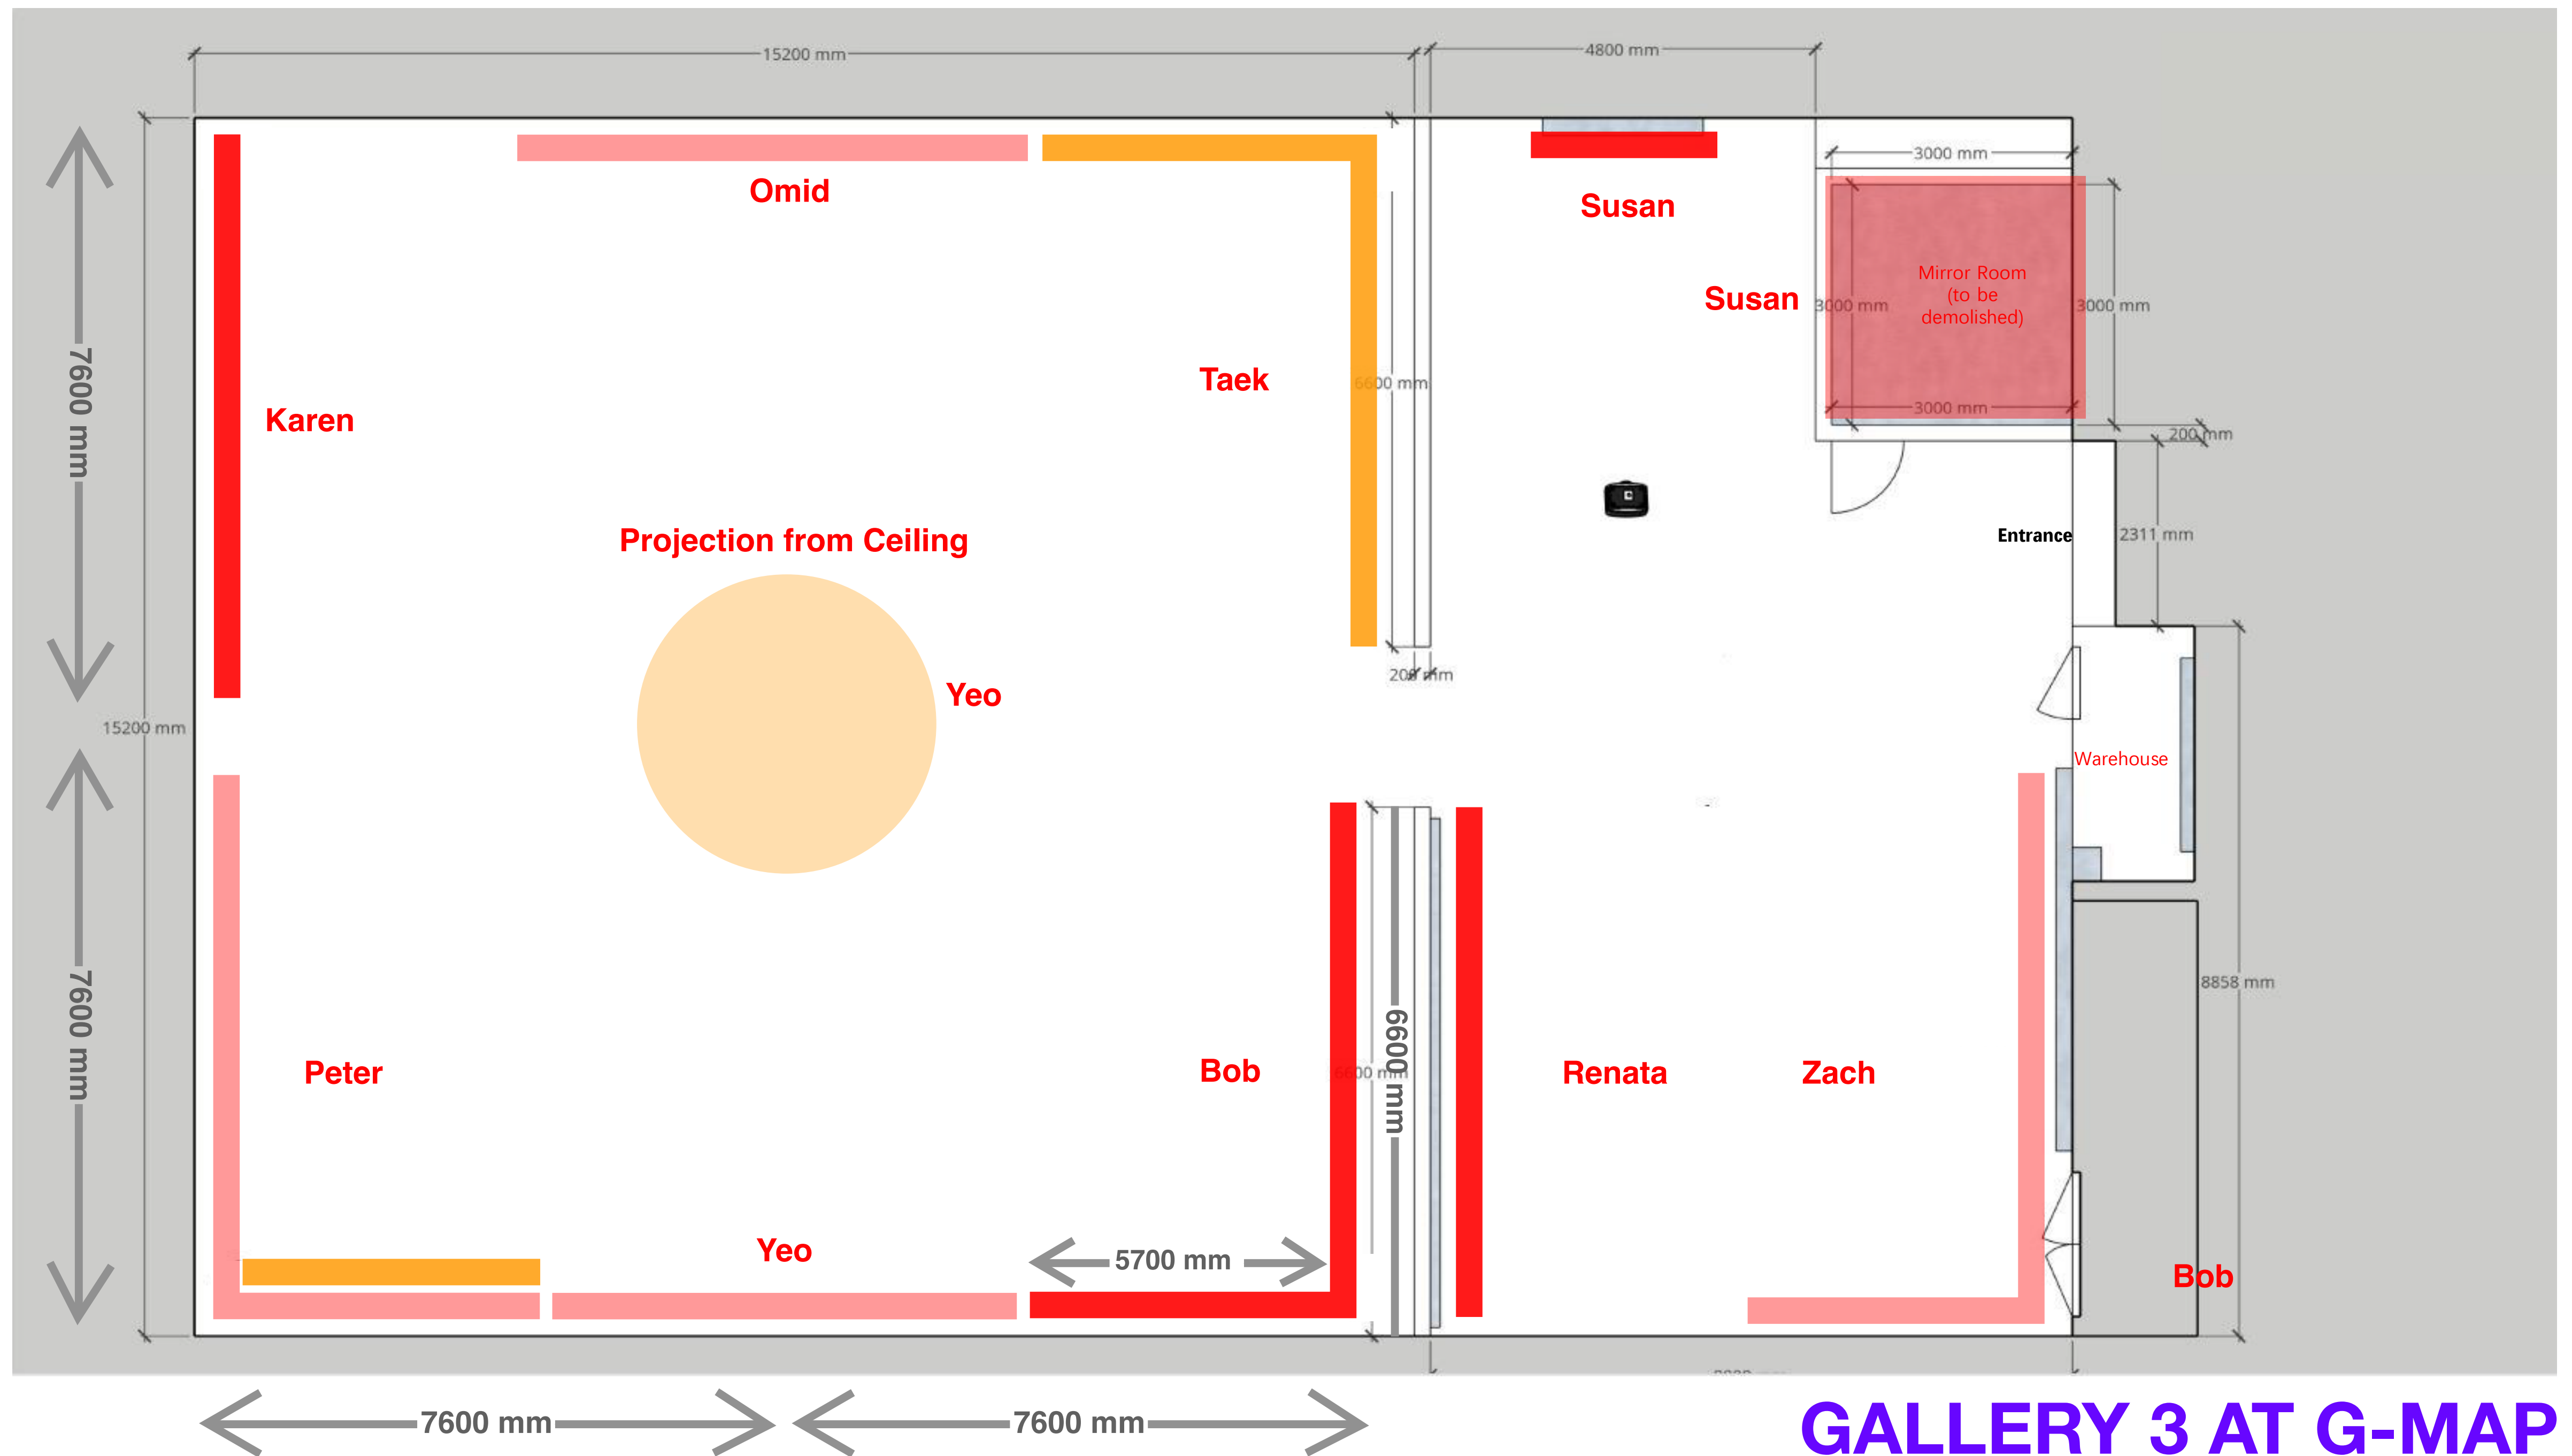 15200 mm
4800 mm
3000 mm
Omid
Susan
Susan
Mirror Room
(to be
demolished)
3000 mm
3000 mm
7600 mm
Taek
6600 mm
Karen
3000 mm
200 mm
Projection from Ceiling
Entrance
2311 mm
Yeo
200 mm
15200 mm
Warehouse
8858 mm
7600 mm
Peter
Bob
6600 mm
6600 mm
Renata
Zach
Yeo
5700 mm
Bob
7600 mm
7600 mm
GALLERY 3 AT G-MAP